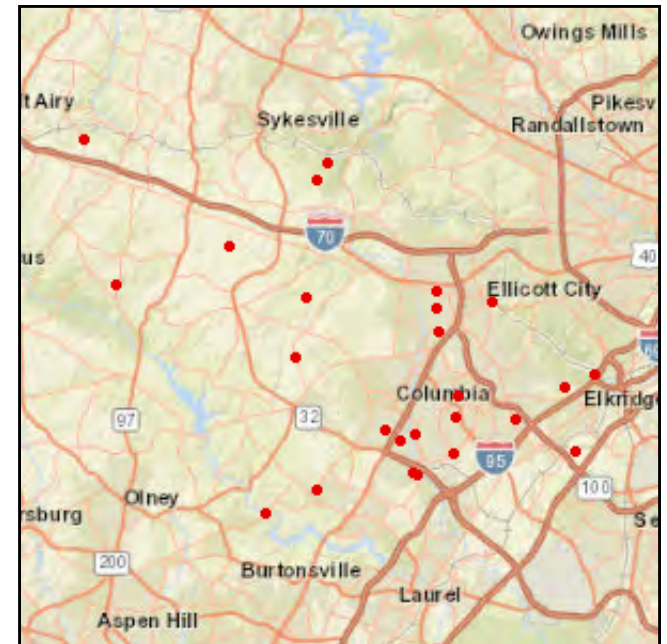 Owings Mills
t Airy
Pikesv
Sykesville
Randallstown
70
40
us
Ellicott City
Columbia
Elkridge
97
32
95
100
Olney
rsburg
Se
200
Burtonsville
Laurel
Aspen Hill